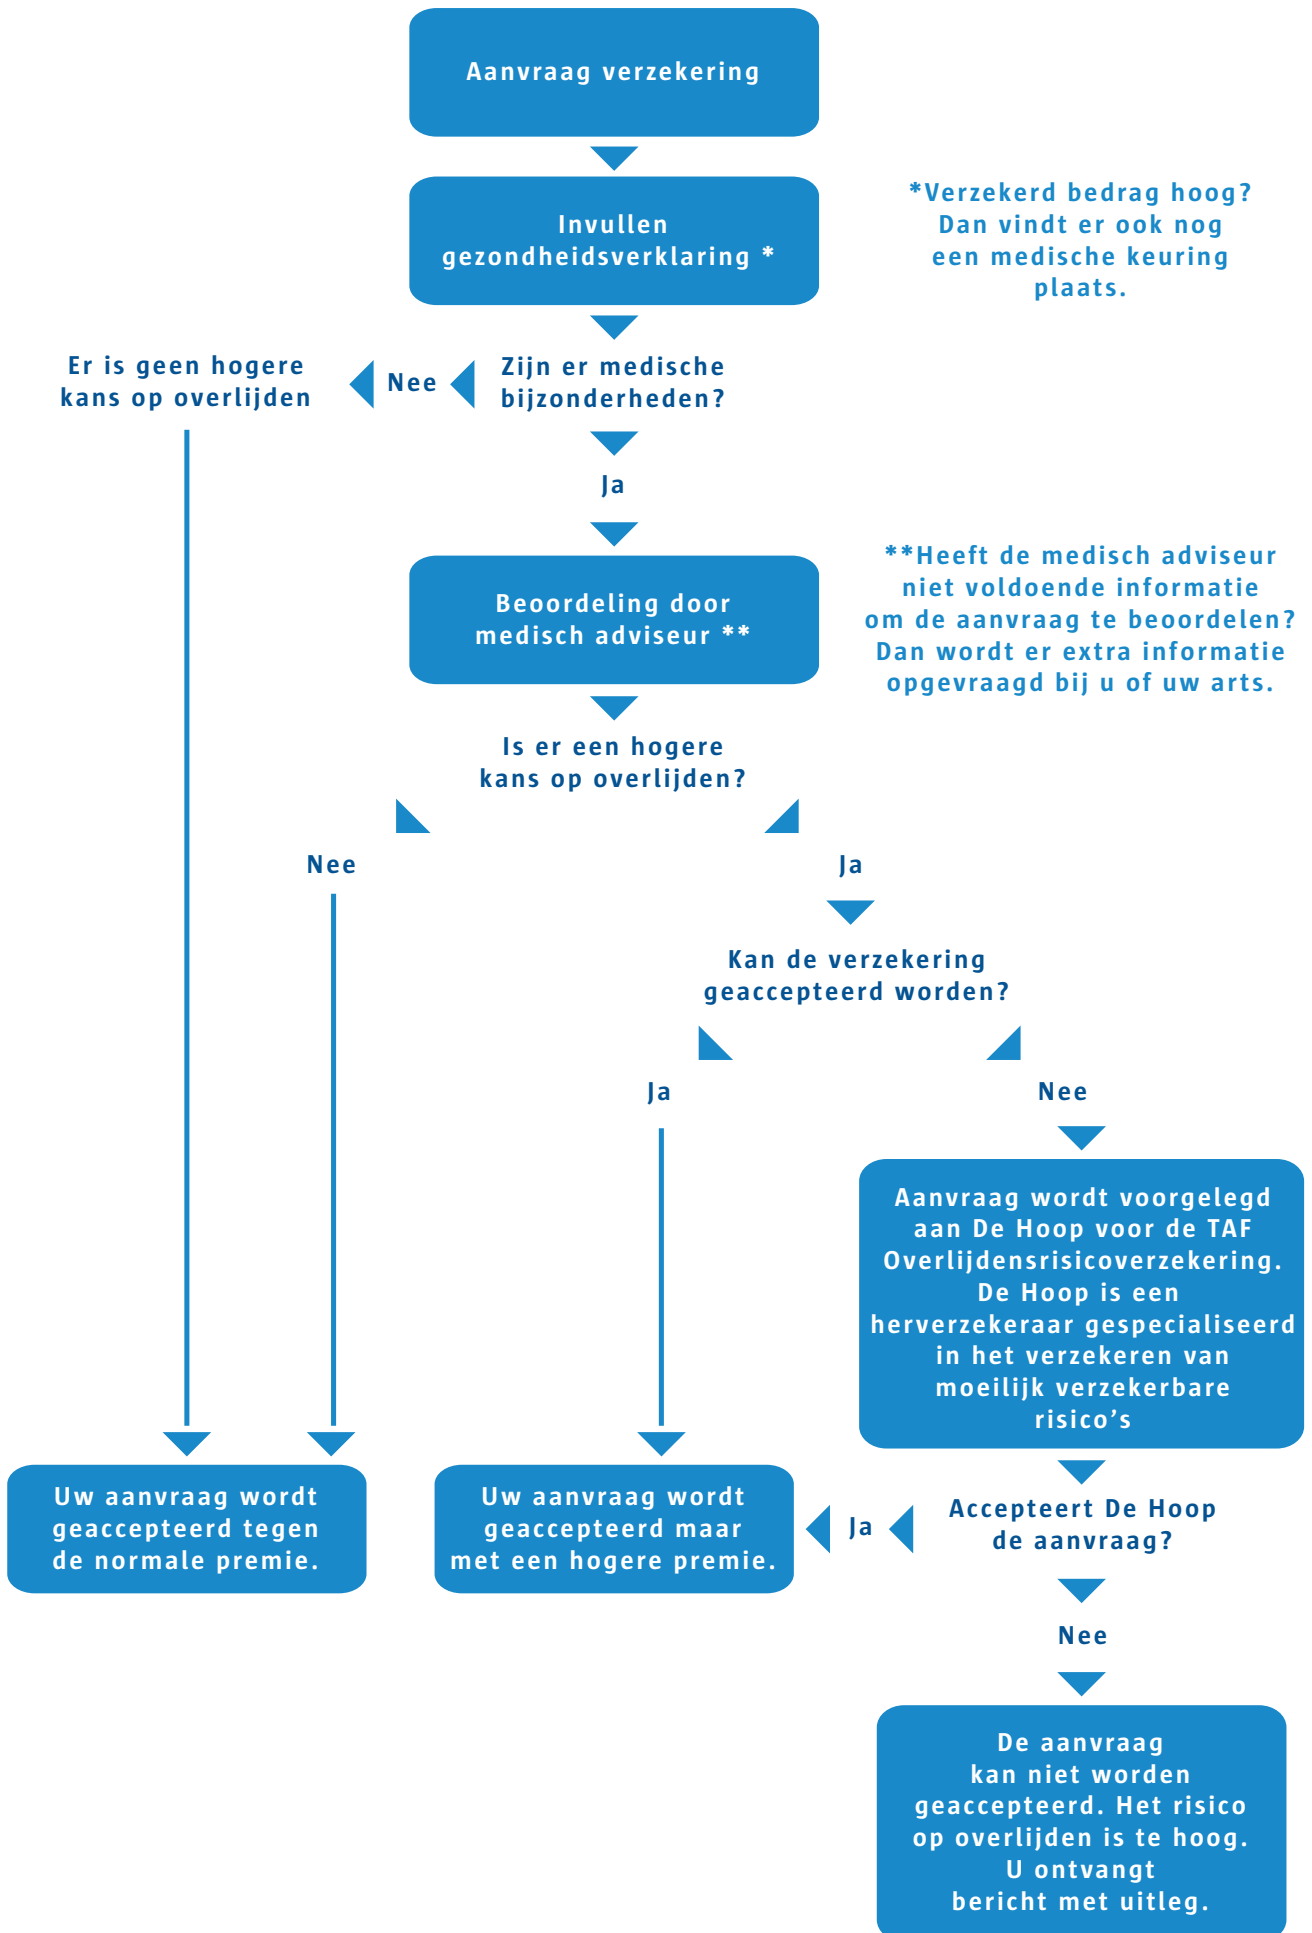 Aanvraag verzekering
Invullen
gezondheidsverklaring *
*Verzekerd bedrag hoog?
Dan vindt er ook nog
een medische keuring
plaats.
Er is geen hogere
kans op overlijden
Nee
Zijn er medische
bijzonderheden?
Ja
Beoordeling door
medisch adviseur **
**Heeft de medisch adviseur
niet voldoende informatie
om de aanvraag te beoordelen?
Dan wordt er extra informatie
opgevraagd bij u of uw arts.
Is er een hogere
kans op overlijden?
Nee
Ja
Kan de verzekering
geaccepteerd worden?
Ja
Nee
Aanvraag wordt voorgelegd
aan De Hoop voor de TAF
Overlijdensrisicoverzekering.
De Hoop is een
herverzekeraar gespecialiseerd
in het verzekeren van
moeilijk verzekerbare
risico’s
Uw aanvraag wordt
geaccepteerd tegen
de normale premie.
Uw aanvraag wordt
geaccepteerd maar
met een hogere premie.
Ja
Accepteert De Hoop
de aanvraag?
Nee
De aanvraag
kan niet worden
geaccepteerd. Het risico
op overlijden is te hoog.
U ontvangt
bericht met uitleg.